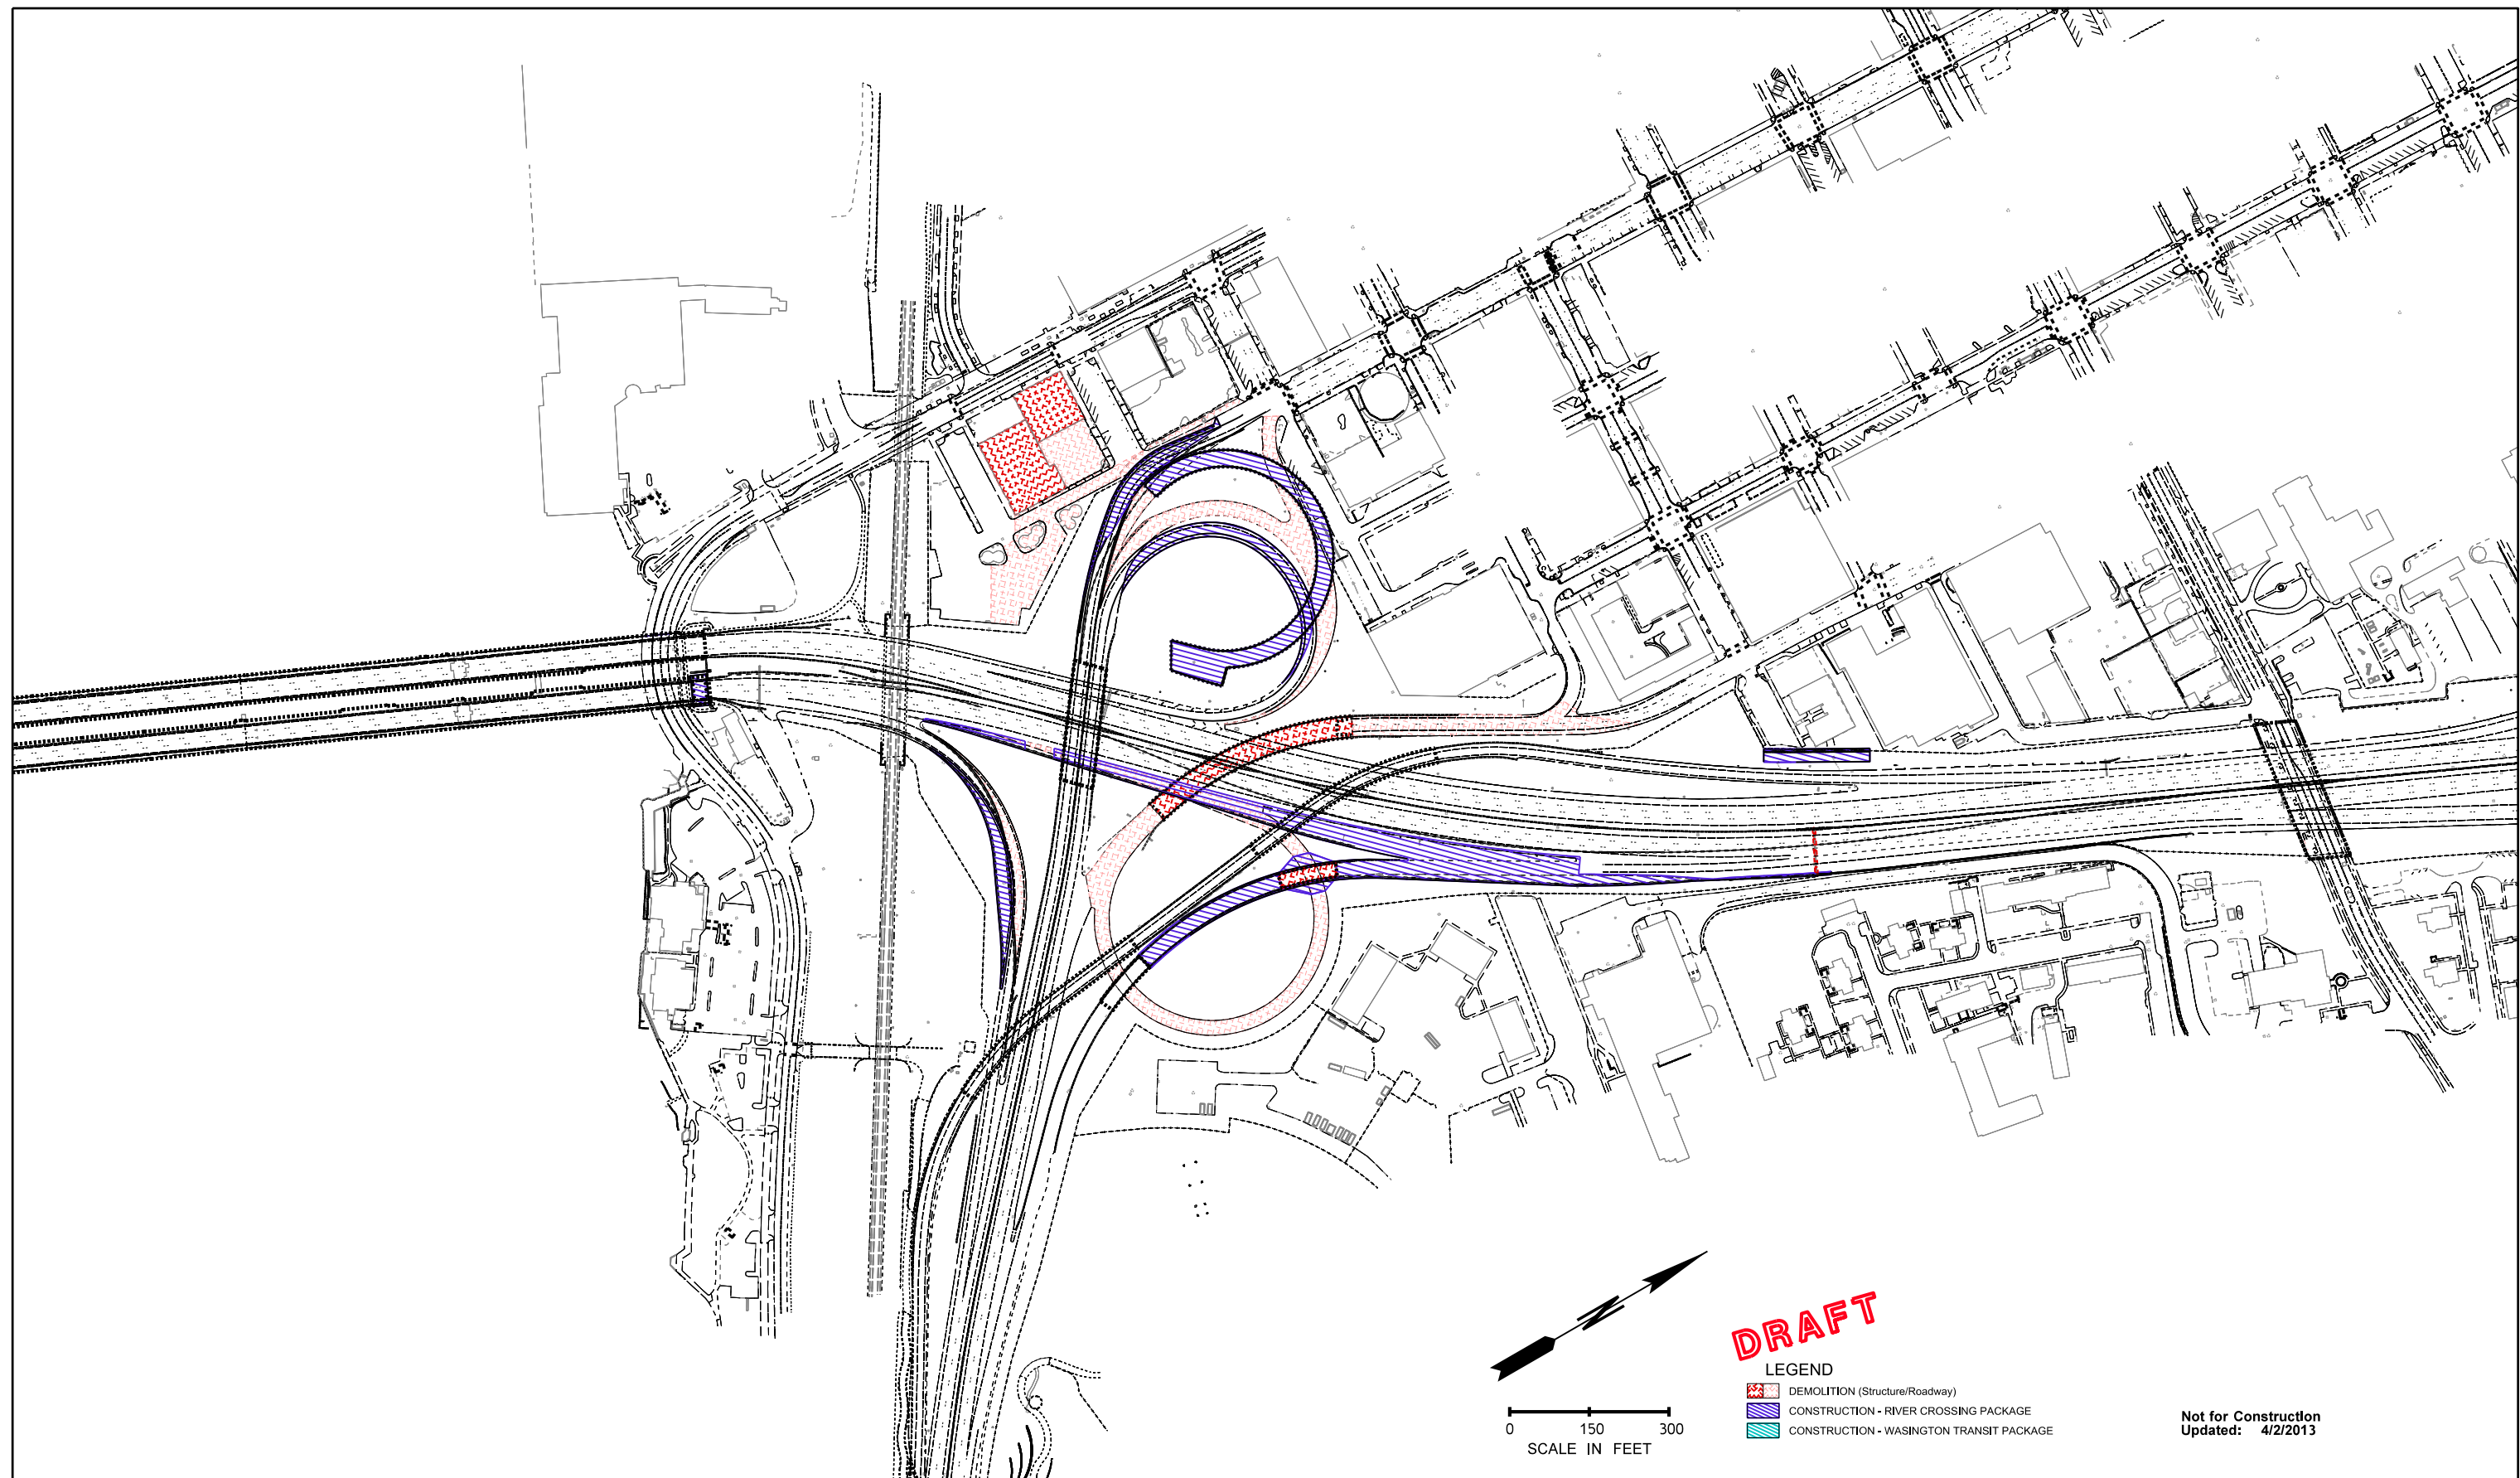 N
DRAFT
LEGEND
DEMOLITION (Structure/Roadway)
CONSTRUCTION - RIVER CROSSING PACKAGE
CONSTRUCTION - WASINGTON TRANSIT PACKAGE
0 150 300
SCALE IN FEET
Not for Construction
Updated: 4/2/2013